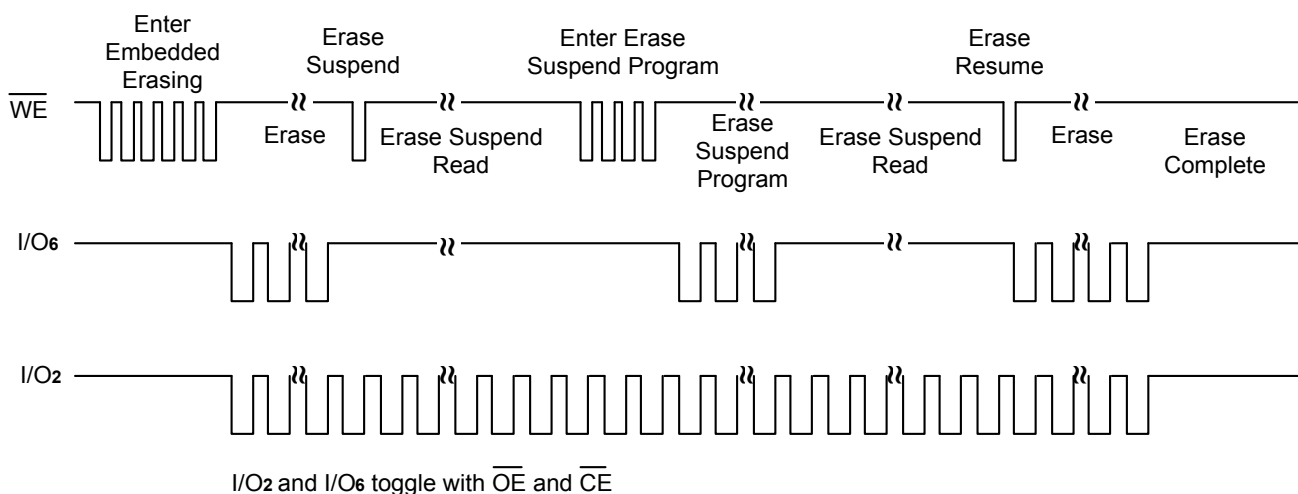 Enter
Embedded
Erasing
Erase
Suspend
Enter Erase
Suspend Program
Erase
Resume
WE
Erase
Erase Suspend
Read
Erase
Suspend
Program
Erase Suspend
Read
Erase
Erase
Complete
I/O6
I/O2
I/O2 and I/O6 toggle with OE and CE